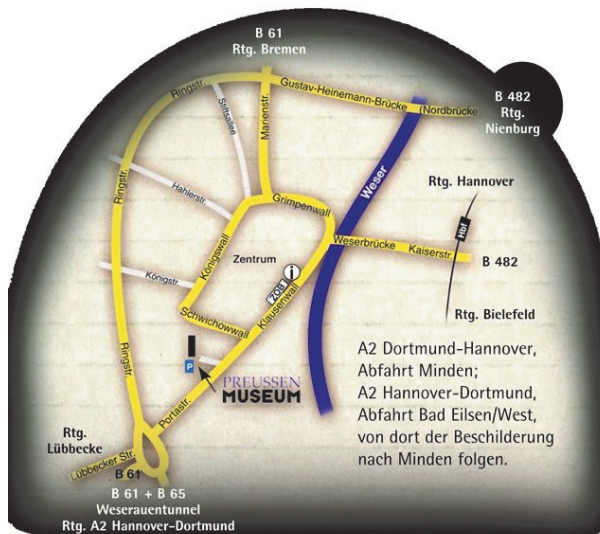 B 61
Rtg. Bremen
Ringstr.
Gustav-Heinemann-Brücke
(Nordbrücke
B 482
Rtg.
Nienburg
Stiftsallee
Marienstr.
Weser
Rtg. Hannover
Ringstr.
Hahlerstr.
Grimpenwall
Hbf
Königswall
Zentrum
Weserbrücke
Kaiserstr.
B 482
i
ZOB
Königstr.
Klausenwall
Schwichowwall
Rtg. Bielefeld
Ringstr.
P
PREUSSEN
MUSEUM
A2 Dortmund-Hannover,
Abfahrt Minden;
A2 Hannover-Dortmund,
Abfahrt Bad Eilsen/West,
von dort der Beschilderung
nach Minden folgen.
Portastr.
Rtg.
Lübbecke
Lübbecker Str.
B 61
B 61 + B 65
Weserauentunnel
Rtg. A2 Hannover-Dortmund